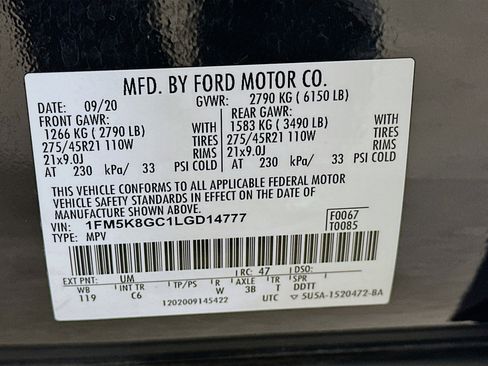 MFD. BY FORD MOTOR CO.
DATE: 09/20 GVWR: 2790 KG ( 6150 LB)
FRONT GAWR: REAR GAWR:
1266 KG ( 2790 LB) WITH 1583 KG ( 3490 LB) WITH
275/45R21 110W TIRES 275/45R21 110W TIRES
21x9.0J RIMS 21x9.0J RIMS
AT 230 kPa/ 33 PSI COLD AT 230 kPa/ 33 PSI COLD
THIS VEHICLE CONFORMS TO ALL APPLICABLE FEDERAL MOTOR
VEHICLE SAFETY STANDARDS IN EFFECT ON THE DATE OF
MANUFACTURE SHOWN ABOVE.
VIN: 1FM5K8GC1LGD14777 F0067
TYPE: MPV T0085
EXT PNT: UM RC: 47 DSO:
WB INT TR TP/PS R AXLE TR SPR
119 C6 W 3B T DDTT
1202009145422 UTC 5U5A-1520472-BA